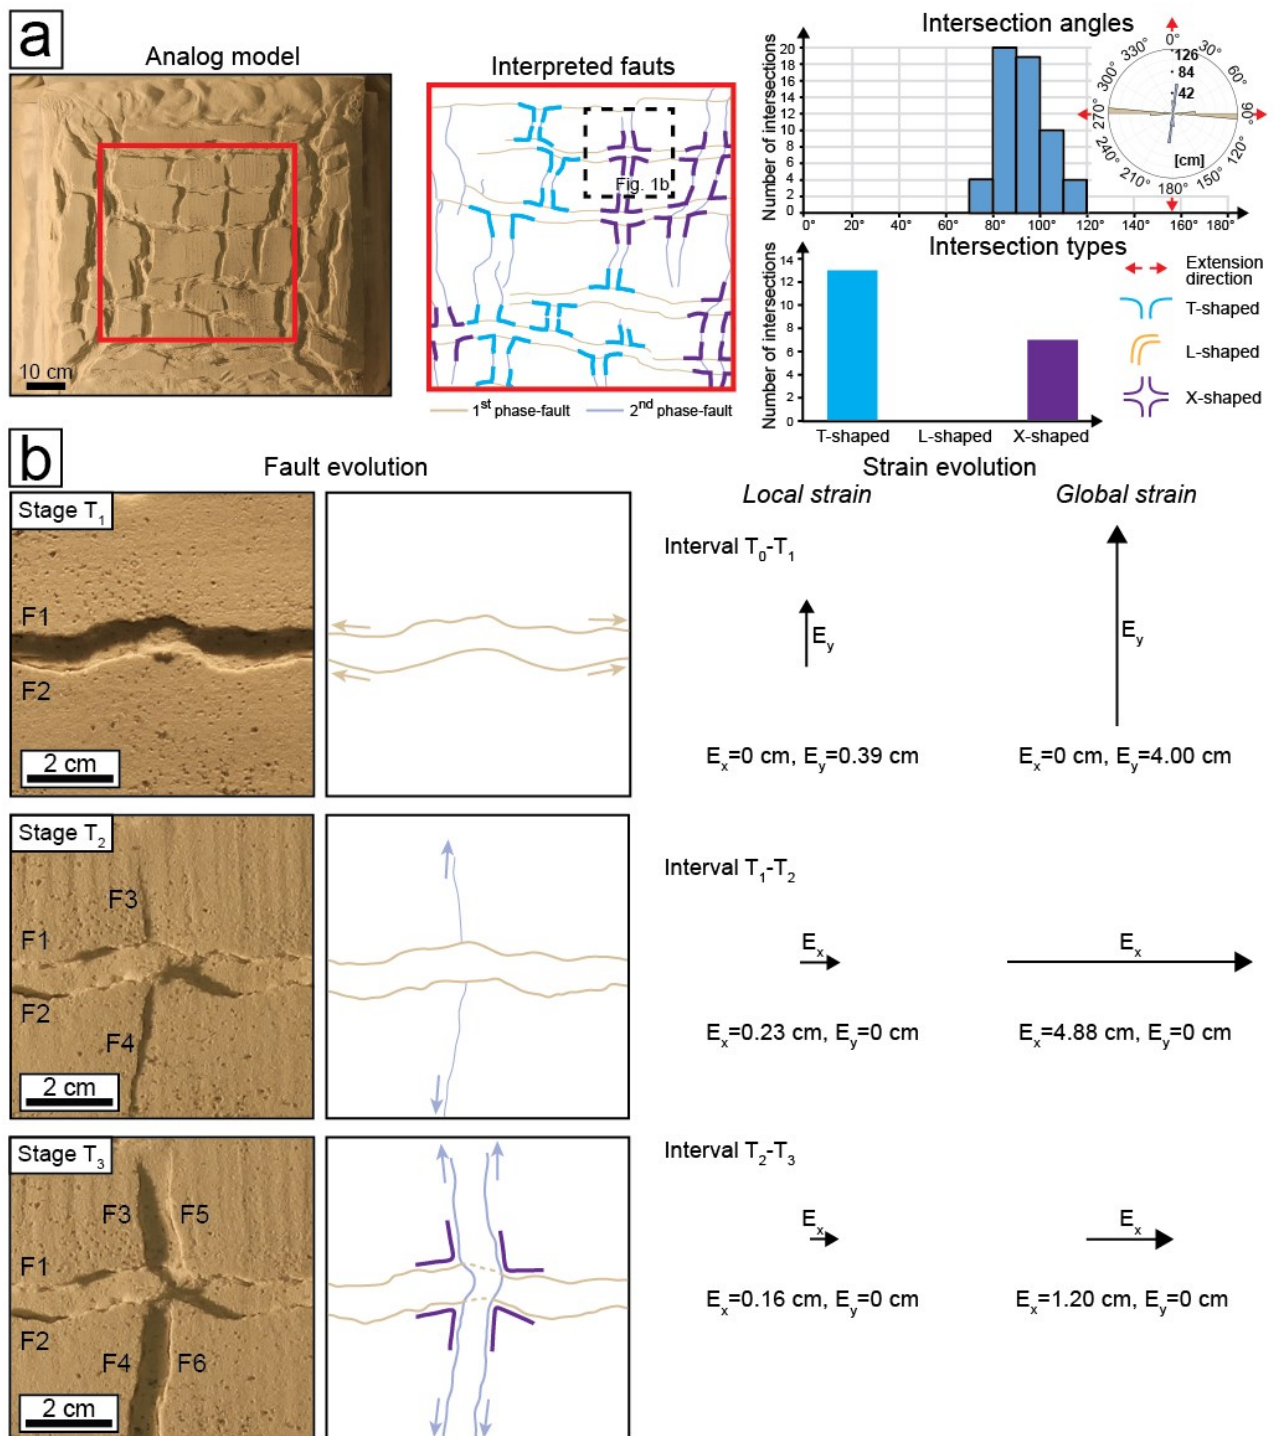 a
Analog model
10 cm
Interpreted fauts
Fig. 1b
1st phase-fault
2nd phase-fault
Intersection angles
Number of intersections
20
18
16
14
12
10
8
6
4
2
0
0° 20° 40° 60° 80° 100° 120° 140° 160° 180°
0°
30°
60°
90°
120°
150°
180°
210°
240°
270°
300°
330°
126
84
42
[cm]
Intersection types
Number of intersections
14
12
10
8
6
4
2
0
T-shaped L-shaped X-shaped
Extension
direction
T-shaped
L-shaped
X-shaped
b
Fault evolution
Strain evolution
Local strain Global strain
Stage T1
F1
F2
2 cm
Interval T0-T1
Ey
Ey
Ex=0 cm, Ey=0.39 cm
Ex=0 cm, Ey=4.00 cm
Stage T2
F3
F1
F2
F4
2 cm
Interval T1-T2
Ex
Ex
Ex=0.23 cm, Ey=0 cm
Ex=4.88 cm, Ey=0 cm
Stage T3
F3 F5
F1
F2
F4 F6
2 cm
Interval T2-T3
Ex
Ex
Ex=0.16 cm, Ey=0 cm
Ex=1.20 cm, Ey=0 cm